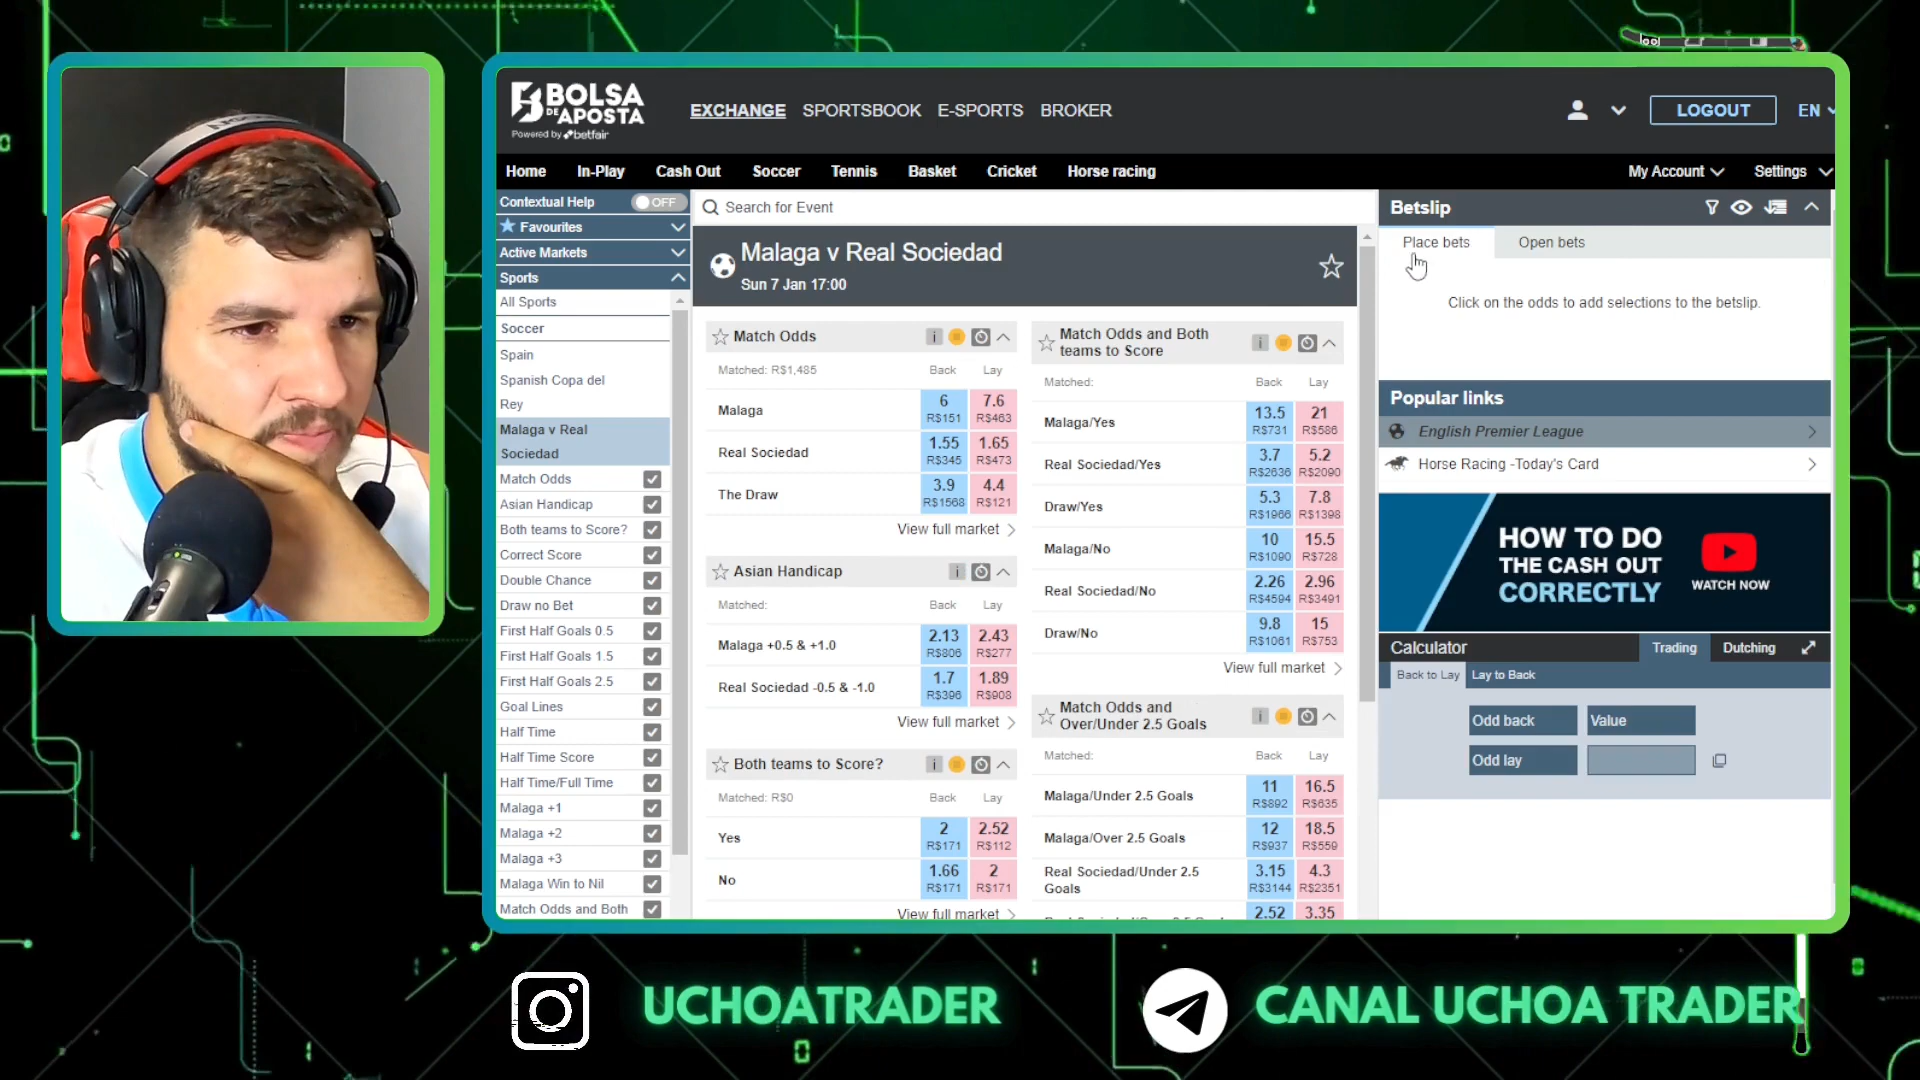 BOLSA
DE APOSTA
Powered by betfair
EXCHANGE SPORTSBOOK E-SPORTS BROKER
LOGOUT EN
Home In-Play Cash Out Soccer Tennis Basket Cricket Horse racing
My Account Settings
Contextual Help OFF
Favourites
Active Markets
Sports
All Sports
Soccer
Spain
Spanish Copa del
Rey
Malaga v Real
Sociedad
Match Odds
Asian Handicap
Both teams to Score?
Correct Score
Double Chance
Draw no Bet
First Half Goals 0.5
First Half Goals 1.5
First Half Goals 2.5
Goal Lines
Half Time
Half Time Score
Half Time/Full Time
Malaga +1
Malaga +2
Malaga +3
Malaga Win to Nil
Match Odds and Both
Search for Event
Malaga v Real Sociedad
Sun 7 Jan 17:00
Match Odds
Matched: R$1,485 Back Lay
Malaga 6 7.6
R$151 R$463
Real Sociedad 1.55 1.65
R$345 R$473
The Draw 3.9 4.4
R$1568 R$121
View full market
Asian Handicap
Matched: Back Lay
Malaga +0.5 & +1.0 2.13 2.43
R$806 R$277
Real Sociedad -0.5 & -1.0 1.7 1.89
R$396 R$908
View full market
Both teams to Score?
Matched: R$0 Back Lay
Yes 2 2.52
R$171 R$112
No 1.66 2
R$171 R$171
View full market
Match Odds and Both
teams to Score
Matched: Back Lay
Malaga/Yes 13.5 21
R$731 R$586
Real Sociedad/Yes 3.7 5.2
R$2636 R$2090
Draw/Yes 5.3 7.8
R$1966 R$1398
Malaga/No 10 15.5
R$1090 R$728
Real Sociedad/No 2.26 2.96
R$4594 R$3491
Draw/No 9.8 15
R$1061 R$753
View full market
Match Odds and
Over/Under 2.5 Goals
Matched: Back Lay
Malaga/Under 2.5 Goals 11 16.5
R$892 R$635
Malaga/Over 2.5 Goals 12 18.5
R$937 R$559
Real Sociedad/Under 2.5
Goals 3.15 4.3
R$3144 R$2351
2.52 3.35
Betslip
Place bets Open bets
Click on the odds to add selections to the betslip.
Popular links
English Premier League
Horse Racing -Today's Card
HOW TO DO
THE CASH OUT
CORRECTLY
WATCH NOW
Calculator Trading Dutching
Back to Lay Lay to Back
Odd back Value
Odd lay
UCHOATRADER
CANAL UCHOA TRADER